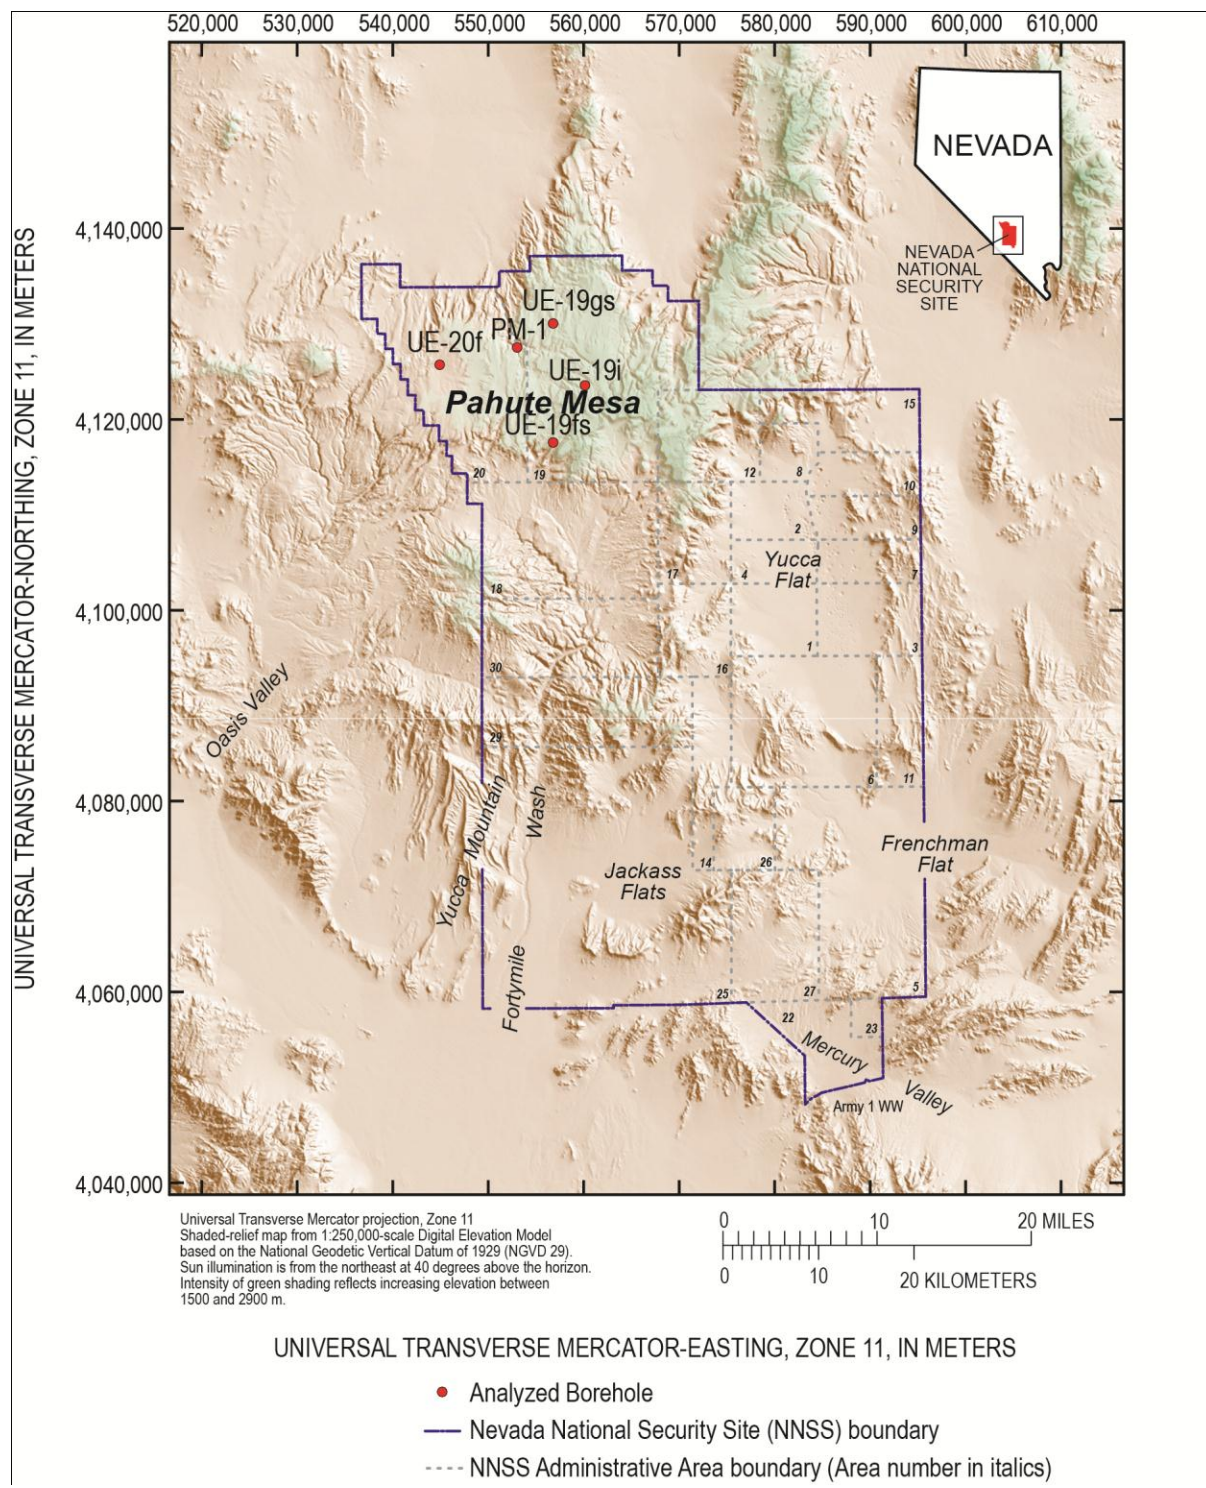 520,000 530,000 540,000 550,000 560,000 570,000 580,000 590,000 600,000 610,000
UNIVERSAL TRANSVERSE MERCATOR-NORTHING, ZONE 11, IN METERS
4,140,000
4,120,000
4,100,000
4,080,000
4,060,000
4,040,000
NEVADA
NEVADA
NATIONAL
SECURITY
SITE
UE-19gs
PM-1
UE-20f
UE-19i
Pahute Mesa
UE-19fs
15
20
19
12
8
10
2
9
Yucca
Flat
17
4
7
18
1
3
30
16
Oasis Valley
29
6
11
Yucca Mountain
Fortymile Wash
Jackass
Flats
14
26
Frenchman
Flat
25
27
5
22
23
Mercury Valley
Army 1 WW
Universal Transverse Mercator projection, Zone 11
Shaded-relief map from 1:250,000-scale Digital Elevation Model
based on the National Geodetic Vertical Datum of 1929 (NGVD 29).
Sun illumination is from the northeast at 40 degrees above the horizon.
Intensity of green shading reflects increasing elevation between
1500 and 2900 m.
0 10 20 MILES
0 10 20 KILOMETERS
UNIVERSAL TRANSVERSE MERCATOR-EASTING, ZONE 11, IN METERS
Analyzed Borehole
Nevada National Security Site (NNSS) boundary
NNSS Administrative Area boundary (Area number in italics)